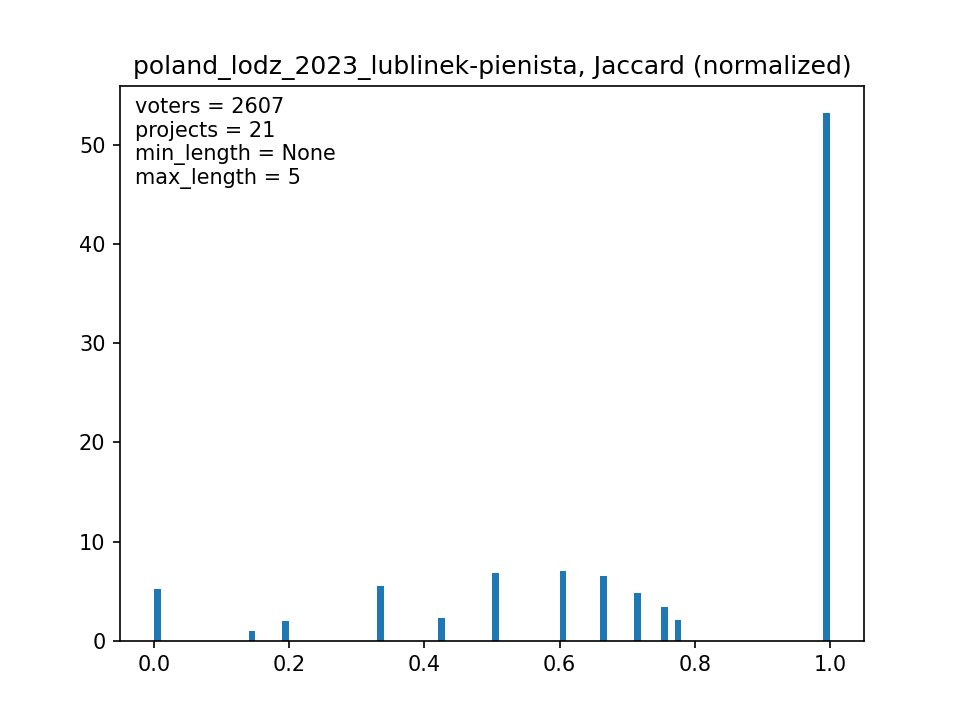 poland_lodz_2023_lublinek-pienista, Jaccard (normalized)
voters = 2607
projects = 21
min_length = None
max_length = 5
50
40
30
20
10
0
0.0 0.2 0.4 0.6 0.8 1.0